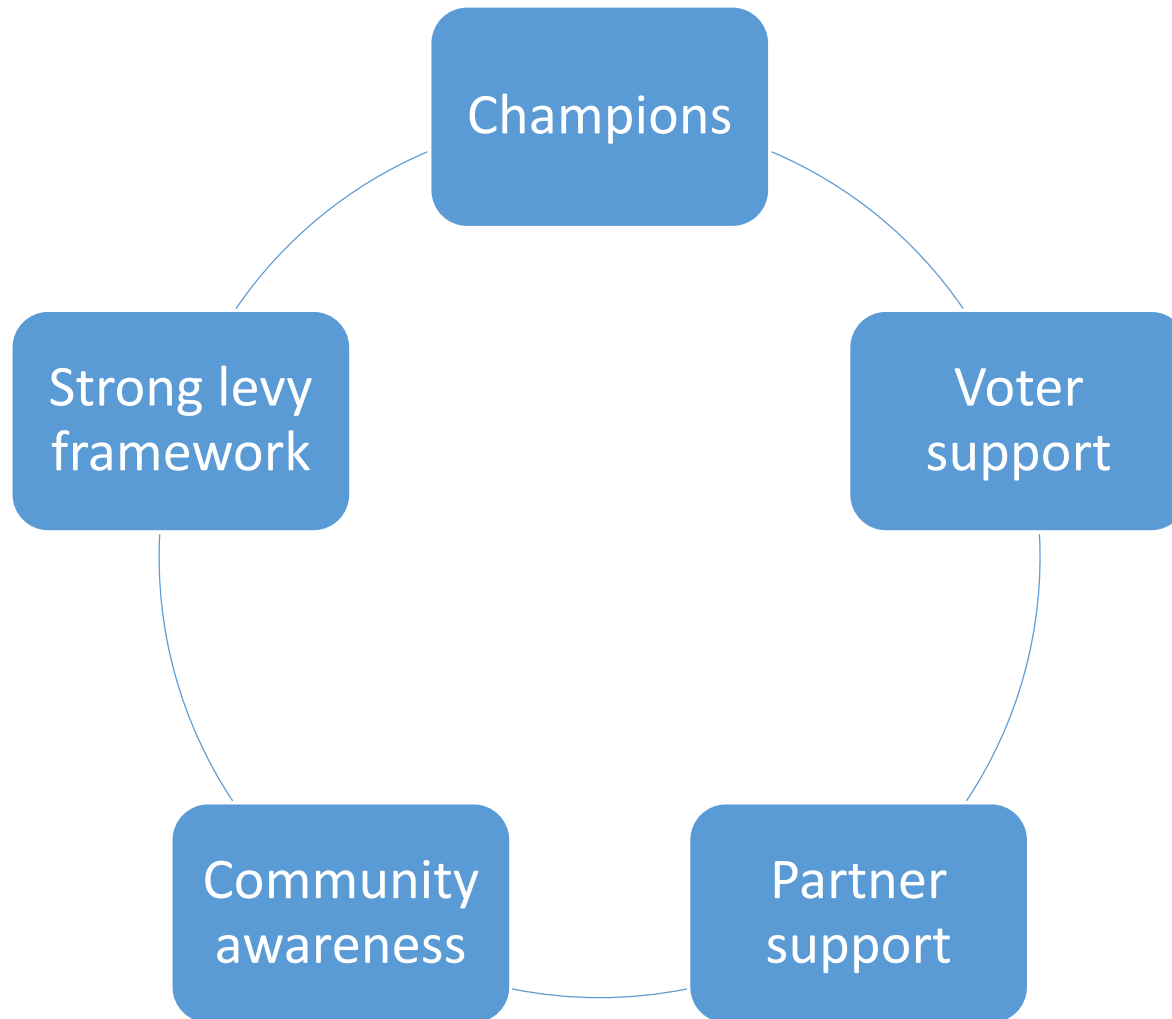 Champions
Strong levy
framework
Voter
support
Community
awareness
Partner
support